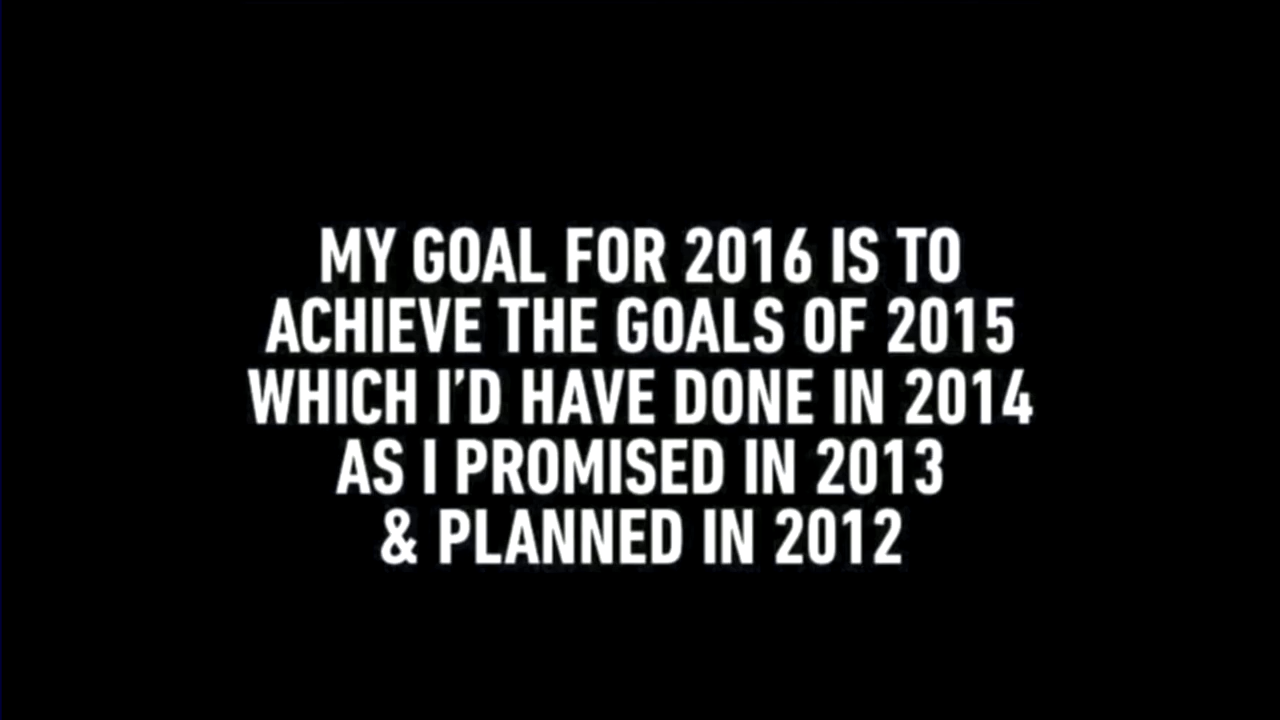 MY GOAL FOR 2016 IS TO
ACHIEVE THE GOALS OF 2015
WHICH I'D HAVE DONE IN 2014
AS I PROMISED IN 2013
& PLANNED IN 2012